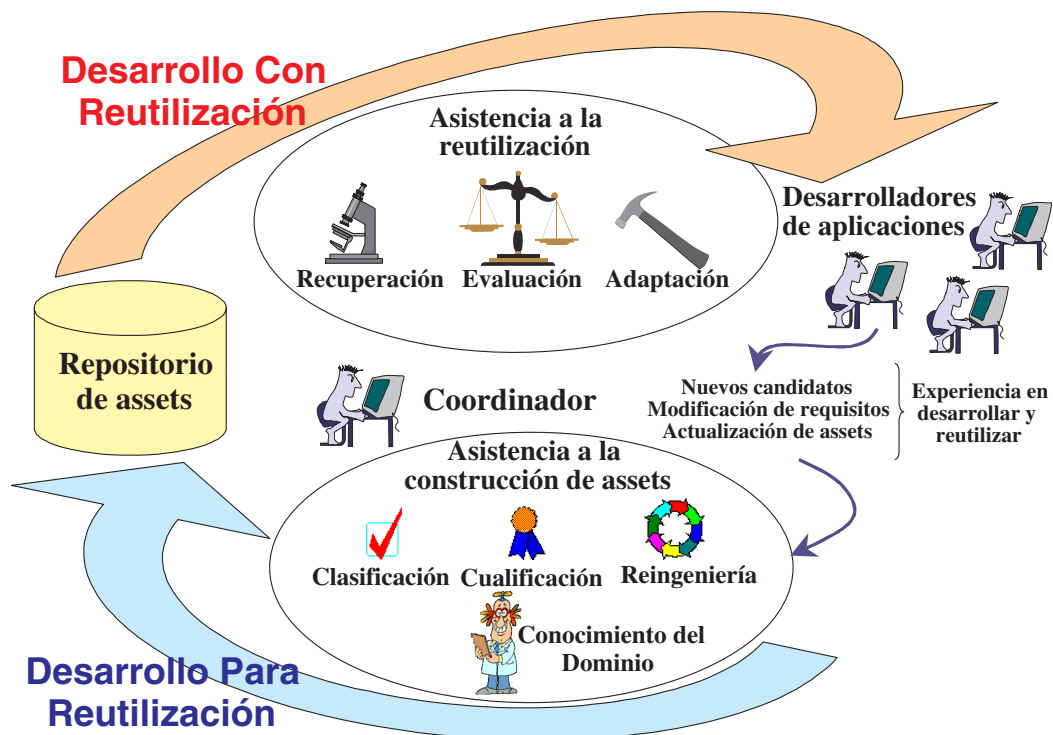 Desarrollo Con
Reutilización
Asistencia a la
reutilización
Recuperación
Evaluación
Adaptación
Desarrolladores
de aplicaciones
Repositorio
de assets
Coordinador
Nuevos candidatos
Modificación de requisitos
Actualización de assets
Experiencia en
desarrollar y
reutilizar
Asistencia a la
construcción de assets
Clasificación
Cualificación
Reingeniería
Conocimiento del
Dominio
Desarrollo Para
Reutilización